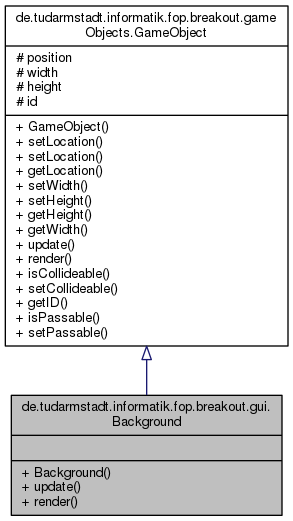 de.tudarmstadt.informatik.fop.breakout.game
Objects.GameObject
# position
# width
# height
# id
+ GameObject()
+ setLocation()
+ setLocation()
+ getLocation()
+ setWidth()
+ setHeight()
+ getHeight()
+ getWidth()
+ update()
+ render()
+ isCollideable()
+ setCollideable()
+ getID()
+ isPassable()
+ setPassable()
de.tudarmstadt.informatik.fop.breakout.gui.
Background
+ Background()
+ update()
+ render()